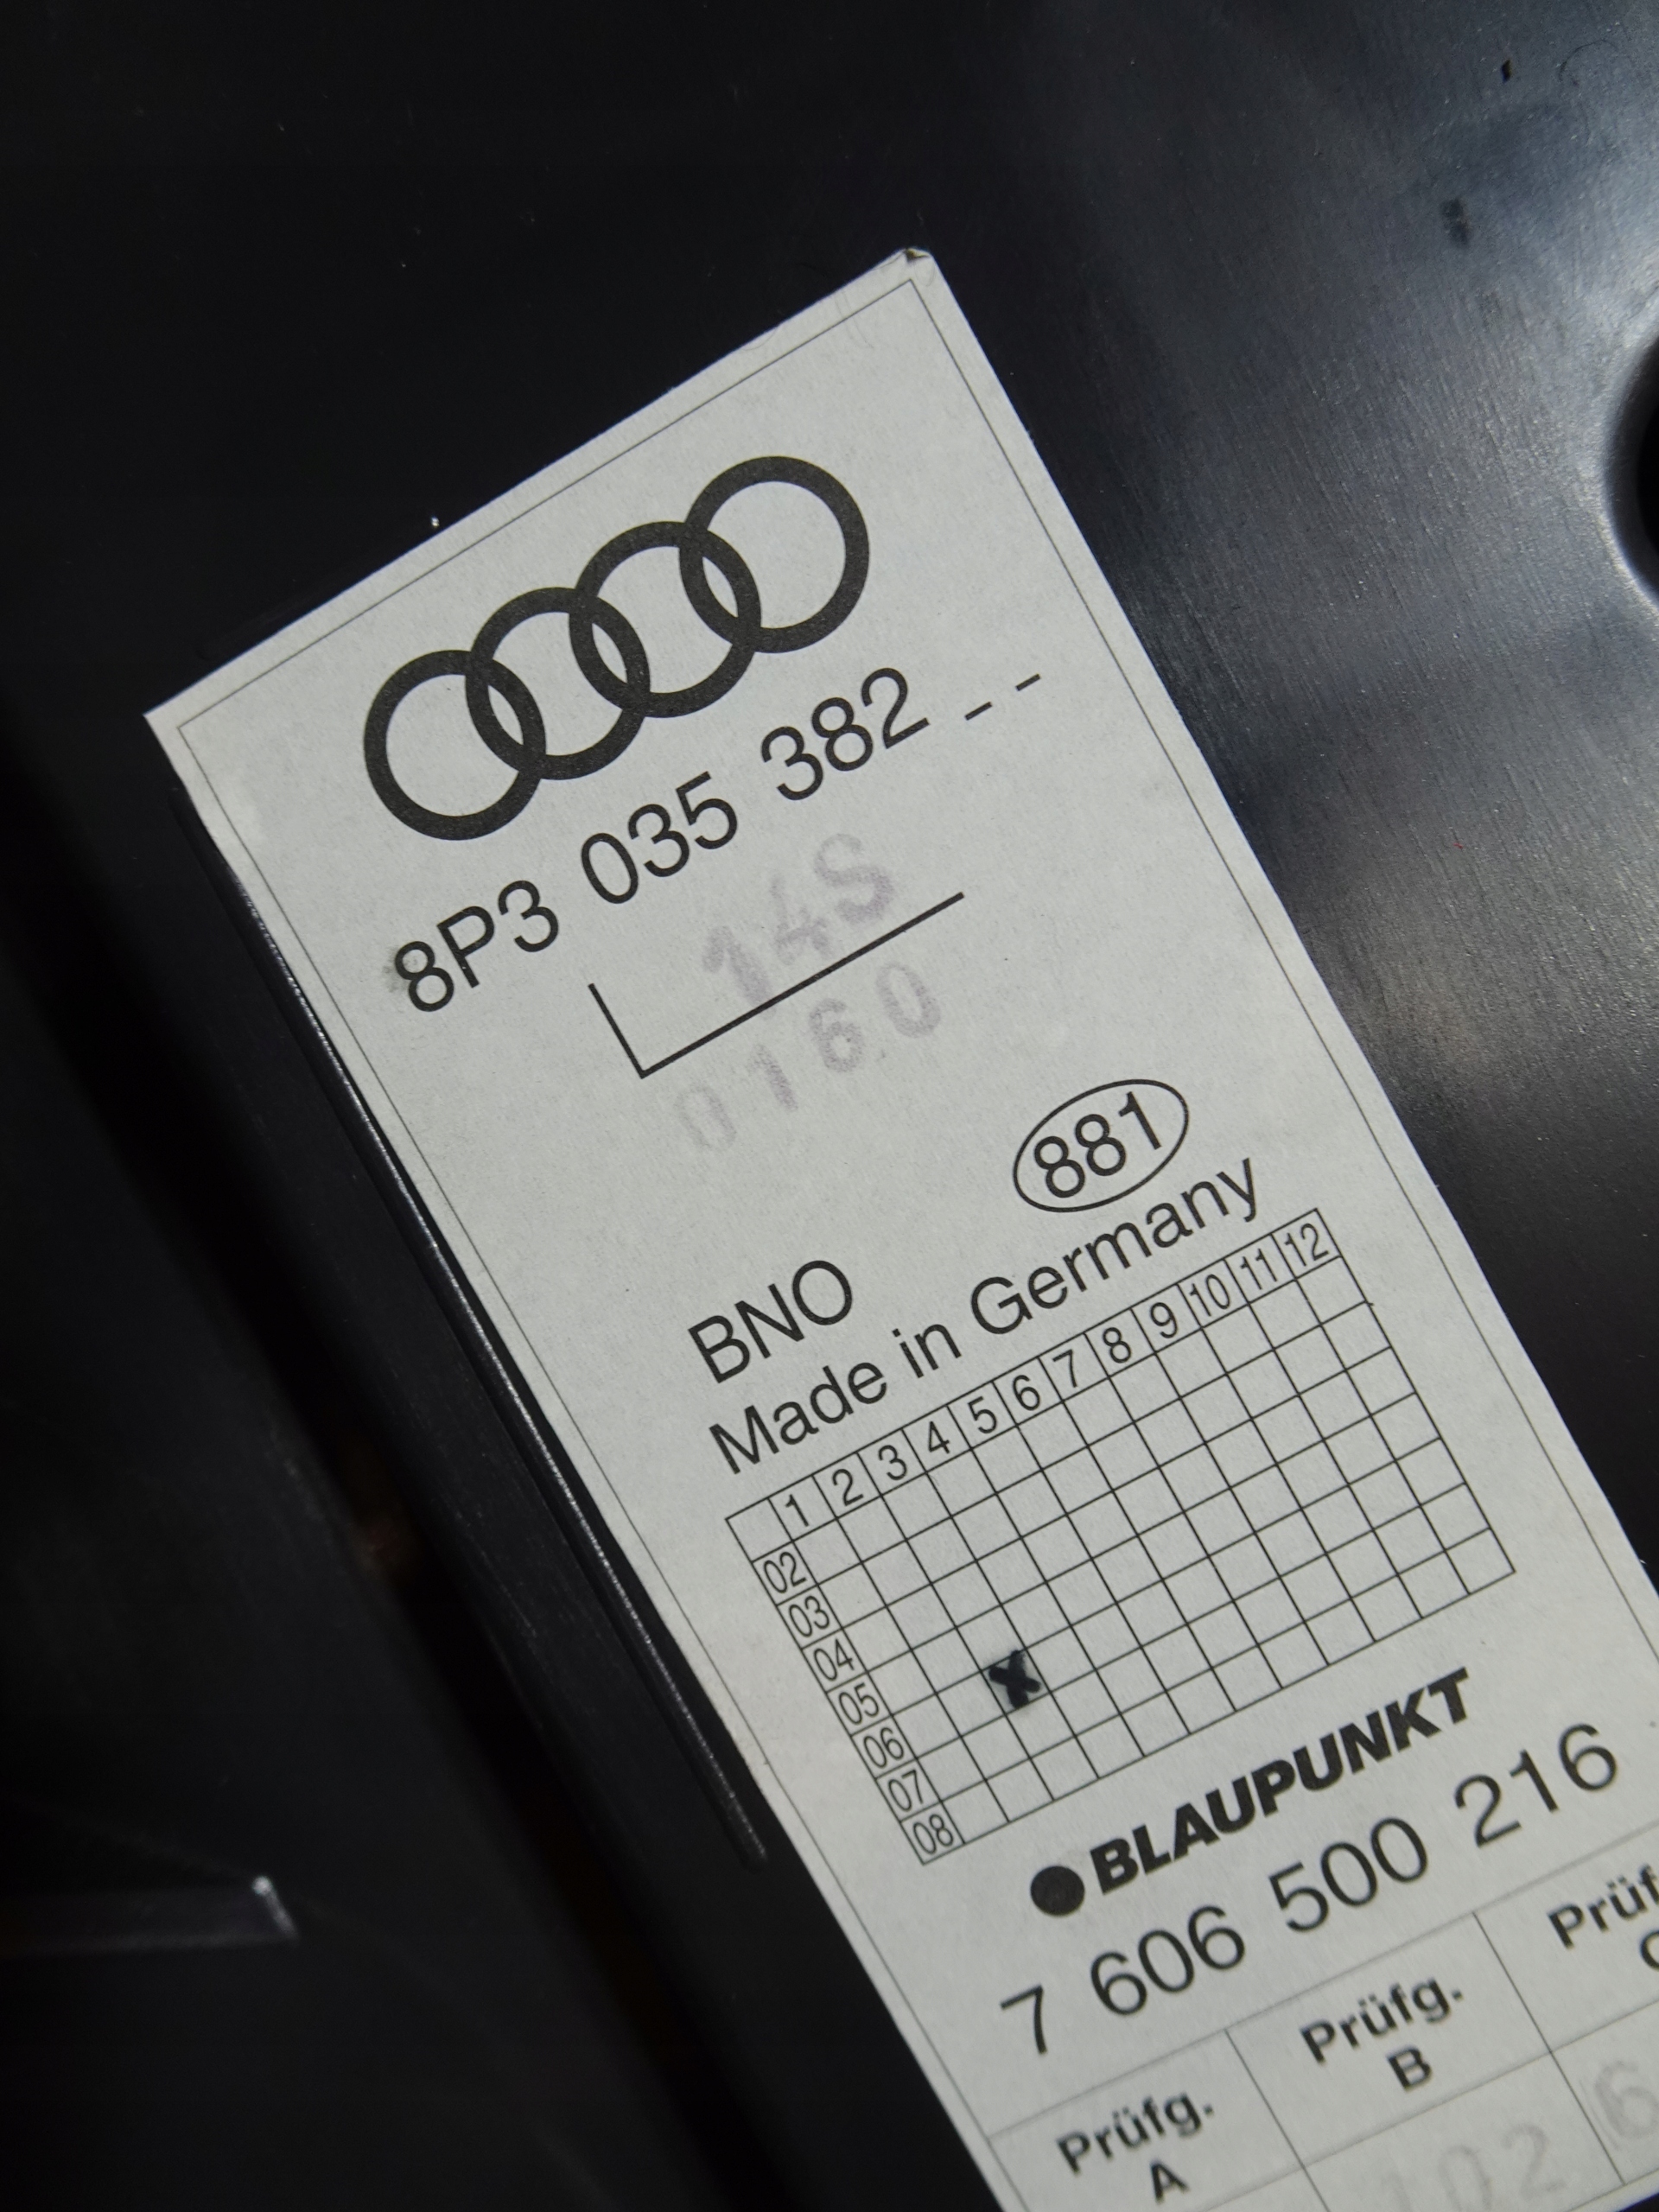 8P3 035 382 _ _
14S
0160
881
BNO
Made in Germany
1 2 3 4 5 6 7 8 9 10 11 12
02
03
04
05
06
07
08
BLAUPUNKT
7 606 500 216
Prüfg. A
Prüfg. B
102